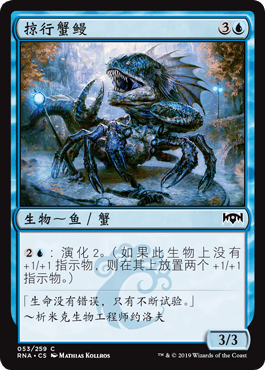 掠行蟹鳗 3
生物～鱼 / 蟹
2 : 演化 2。(如果此生物上没有
+1/+1 指示物，则在其上放置两个 +1/+1
指示物。)
「生命没有错误，只有不断试验。」
～析米克生物工程师约洛夫
3/3
053/259 C
RNA • CS Mathias Kollros
™ & © 2019 Wizards of the Coast